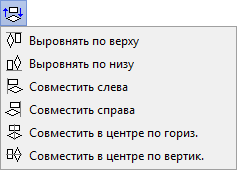 Выровнять по верху
Выровнять по низу
Совместить слева
Совместить справа
Совместить в центре по гориз.
Совместить в центре по вертик.